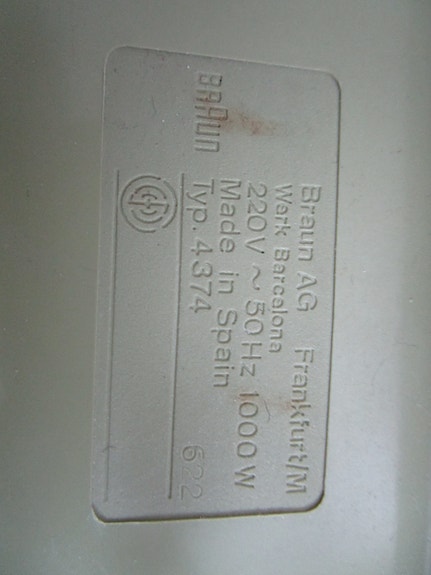 BRAUN
Braun AG Frankfurt/M
Werk Barcelona
220V ~ 50Hz 1000W
Made in Spain
Typ. 4374
622